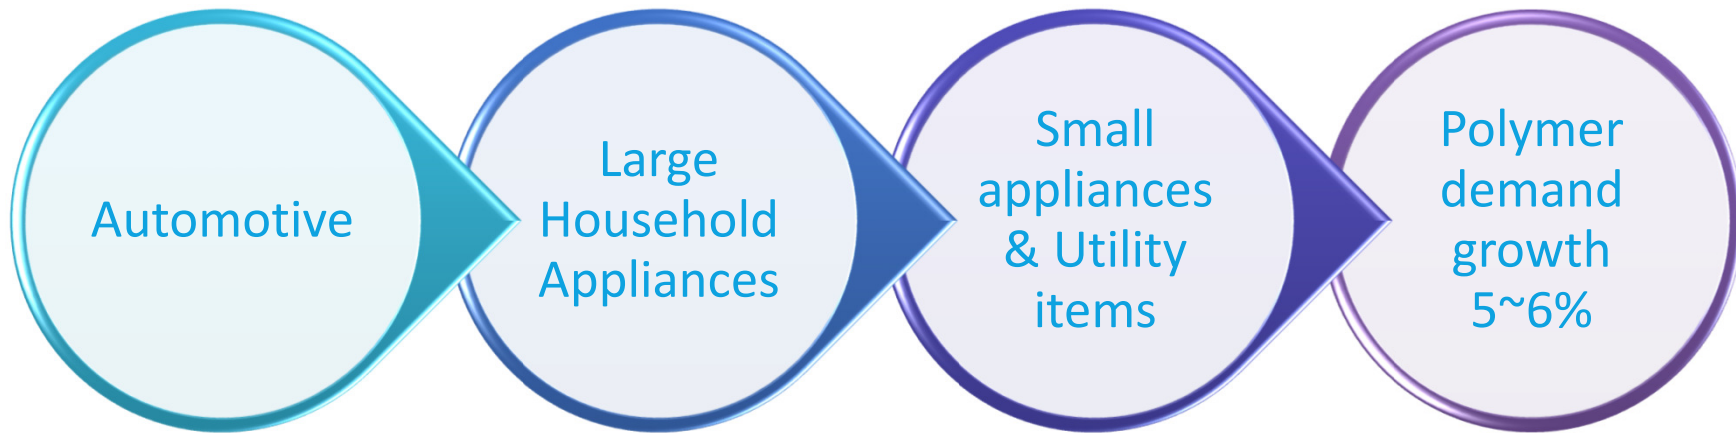 Automotive
Large
Household
Appliances
Small
appliances
& Utility
items
Polymer
demand
growth
5~6%